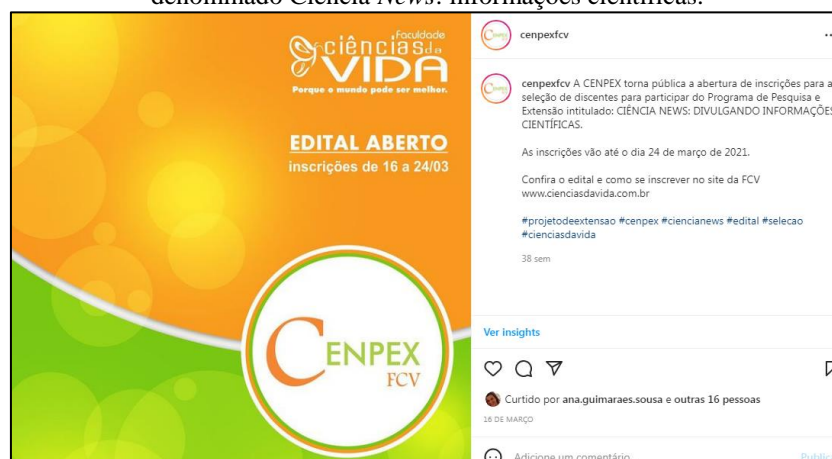 denominado Ciência News: informações científicas.
Faculdade
ciências da
VIDA
Porque o mundo pode ser melhor.
EDITAL ABERTO
inscrições de 16 a 24/03
CENPEX
FCV
cenpexfcv
cenpexfcv A CENPEX torna pública a abertura de inscrições para a
seleção de discentes para participar do Programa de Pesquisa e
Extensão intitulado: CIÊNCIA NEWS: DIVULGANDO INFORMAÇÕES
CIENTÍFICAS.
As inscrições vão até o dia 24 de março de 2021.
Confira o edital e como se inscrever no site da FCV
www.cienciasdavida.com.br
#projetodeextensao #cenpex #ciencianews #edital #selecao
#cienciasdavida
38 sem
Ver insights
Curtido por ana.guimaraes.sousa e outras 16 pessoas
16 DE MARÇO
Adicione um comentário